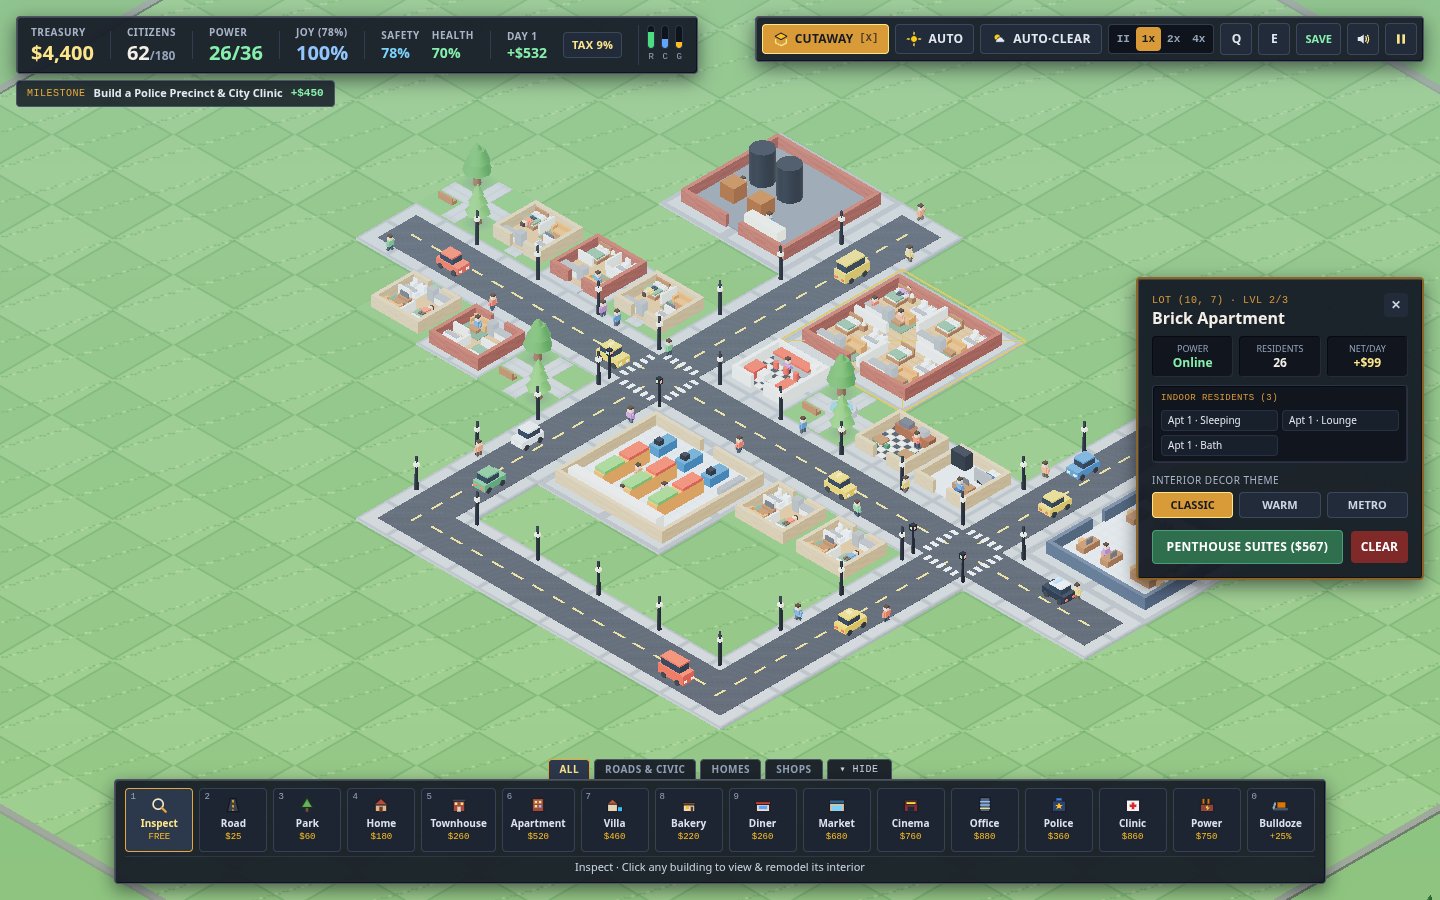 TREASURY CITIZENS POWER JOY (78%) SAFETY HEALTH DAY 1
$4,400 62/180 26/36 100% 78% 70% +$532 TAX 9% R C G
CUTAWAY [X] AUTO AUTO·CLEAR II 1x 2x 4x Q E SAVE
MILESTONE Build a Police Precinct & City Clinic +$450
LOT (10, 7) · LVL 2/3
Brick Apartment
POWER RESIDENTS NET/DAY
Online 26 +$99
INDOOR RESIDENTS (3)
Apt 1 · Sleeping Apt 1 · Lounge
Apt 1 · Bath
INTERIOR DECOR THEME
CLASSIC WARM METRO
PENTHOUSE SUITES ($567) CLEAR
ALL ROADS & CIVIC HOMES SHOPS ▾ HIDE
1 2 3 4 5 6 7 8 9 0
Inspect Road Park Home Townhouse Apartment Villa Bakery Diner Market Cinema Office Police Clinic Power Bulldoze
FREE $25 $60 $180 $260 $520 $460 $220 $260 $680 $760 $880 $360 $860 $750 +25%
Inspect · Click any building to view & remodel its interior